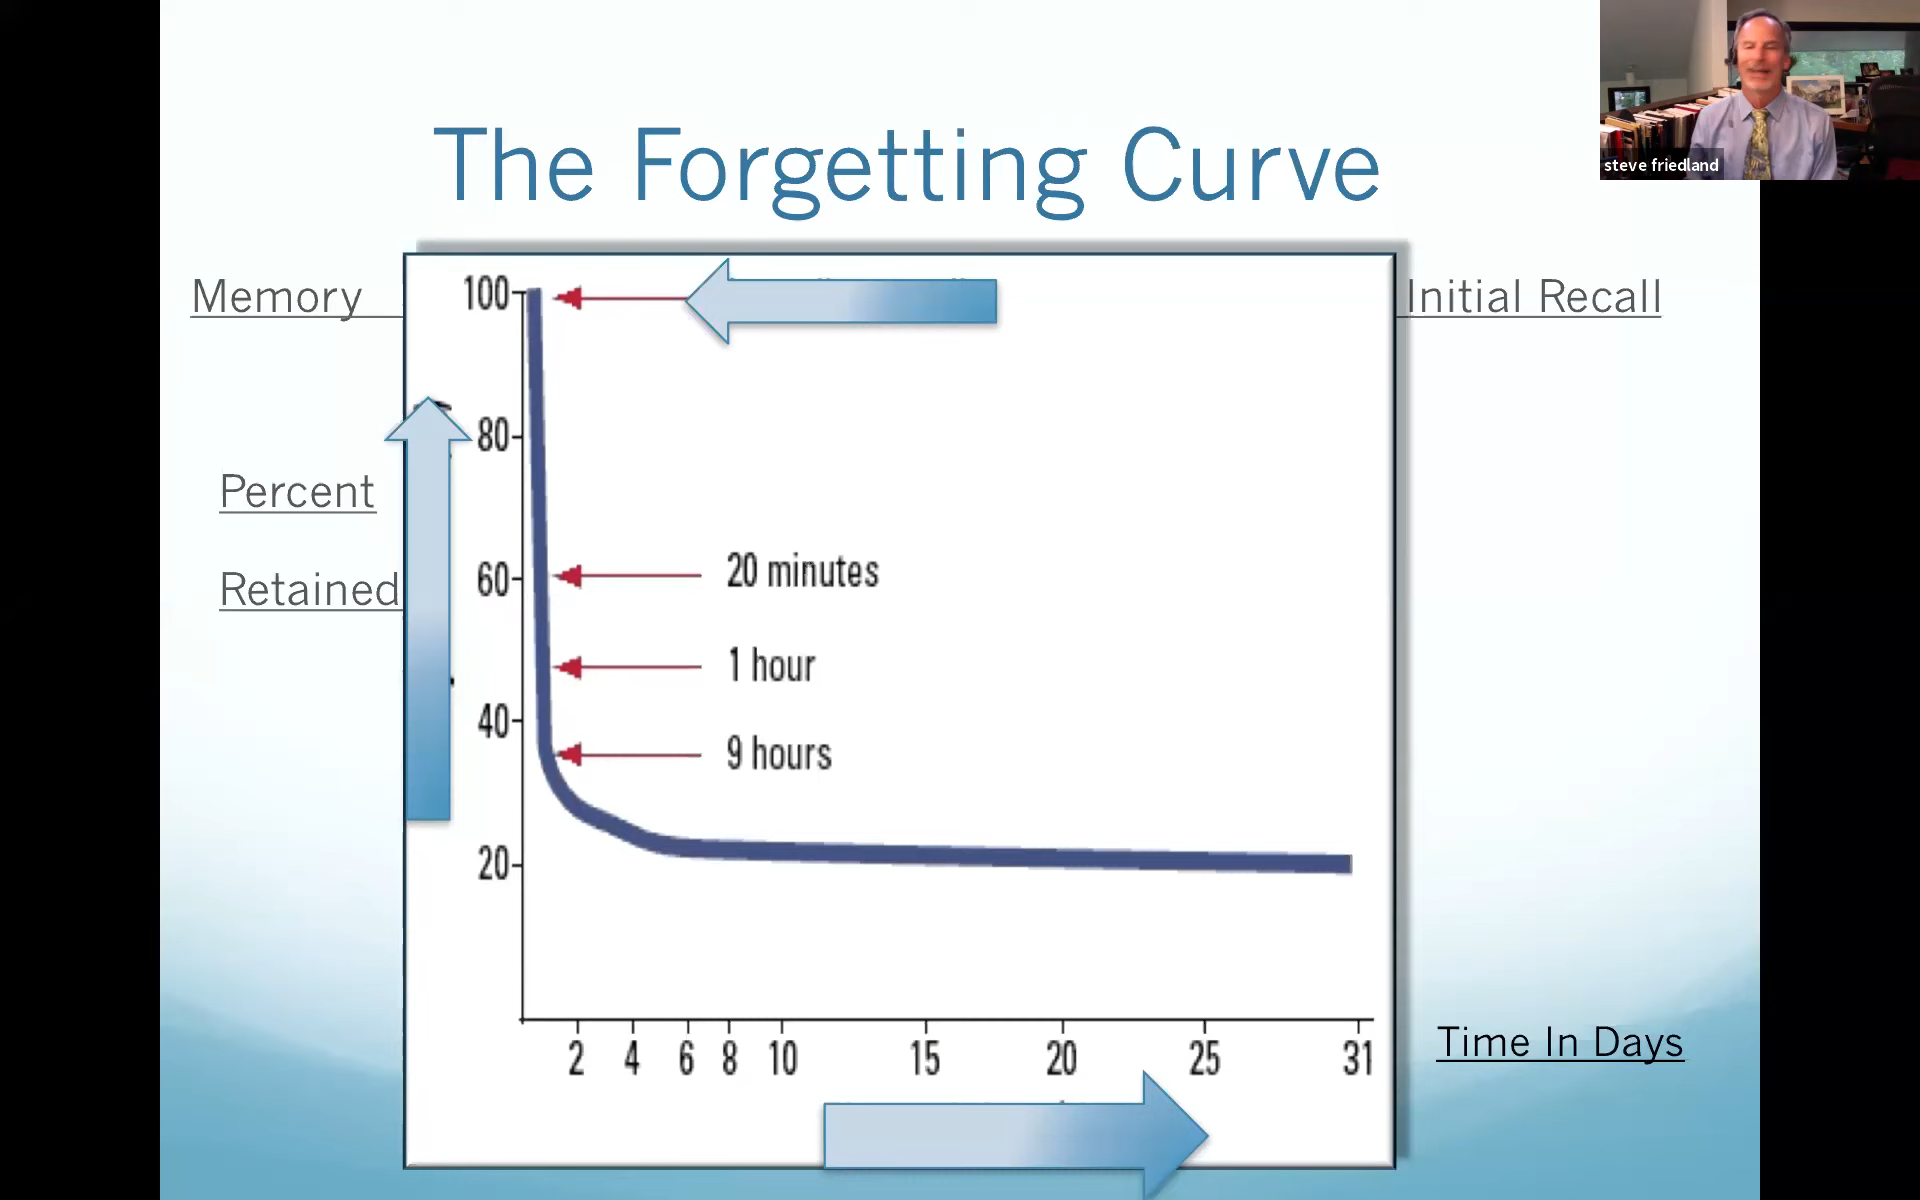 steve friedland
The Forgetting Curve
Memory
Initial Recall
Percent
Retained
100
80
60
40
20
20 minutes
1 hour
9 hours
2 4 6 8 10 15 20 25 31
Time In Days